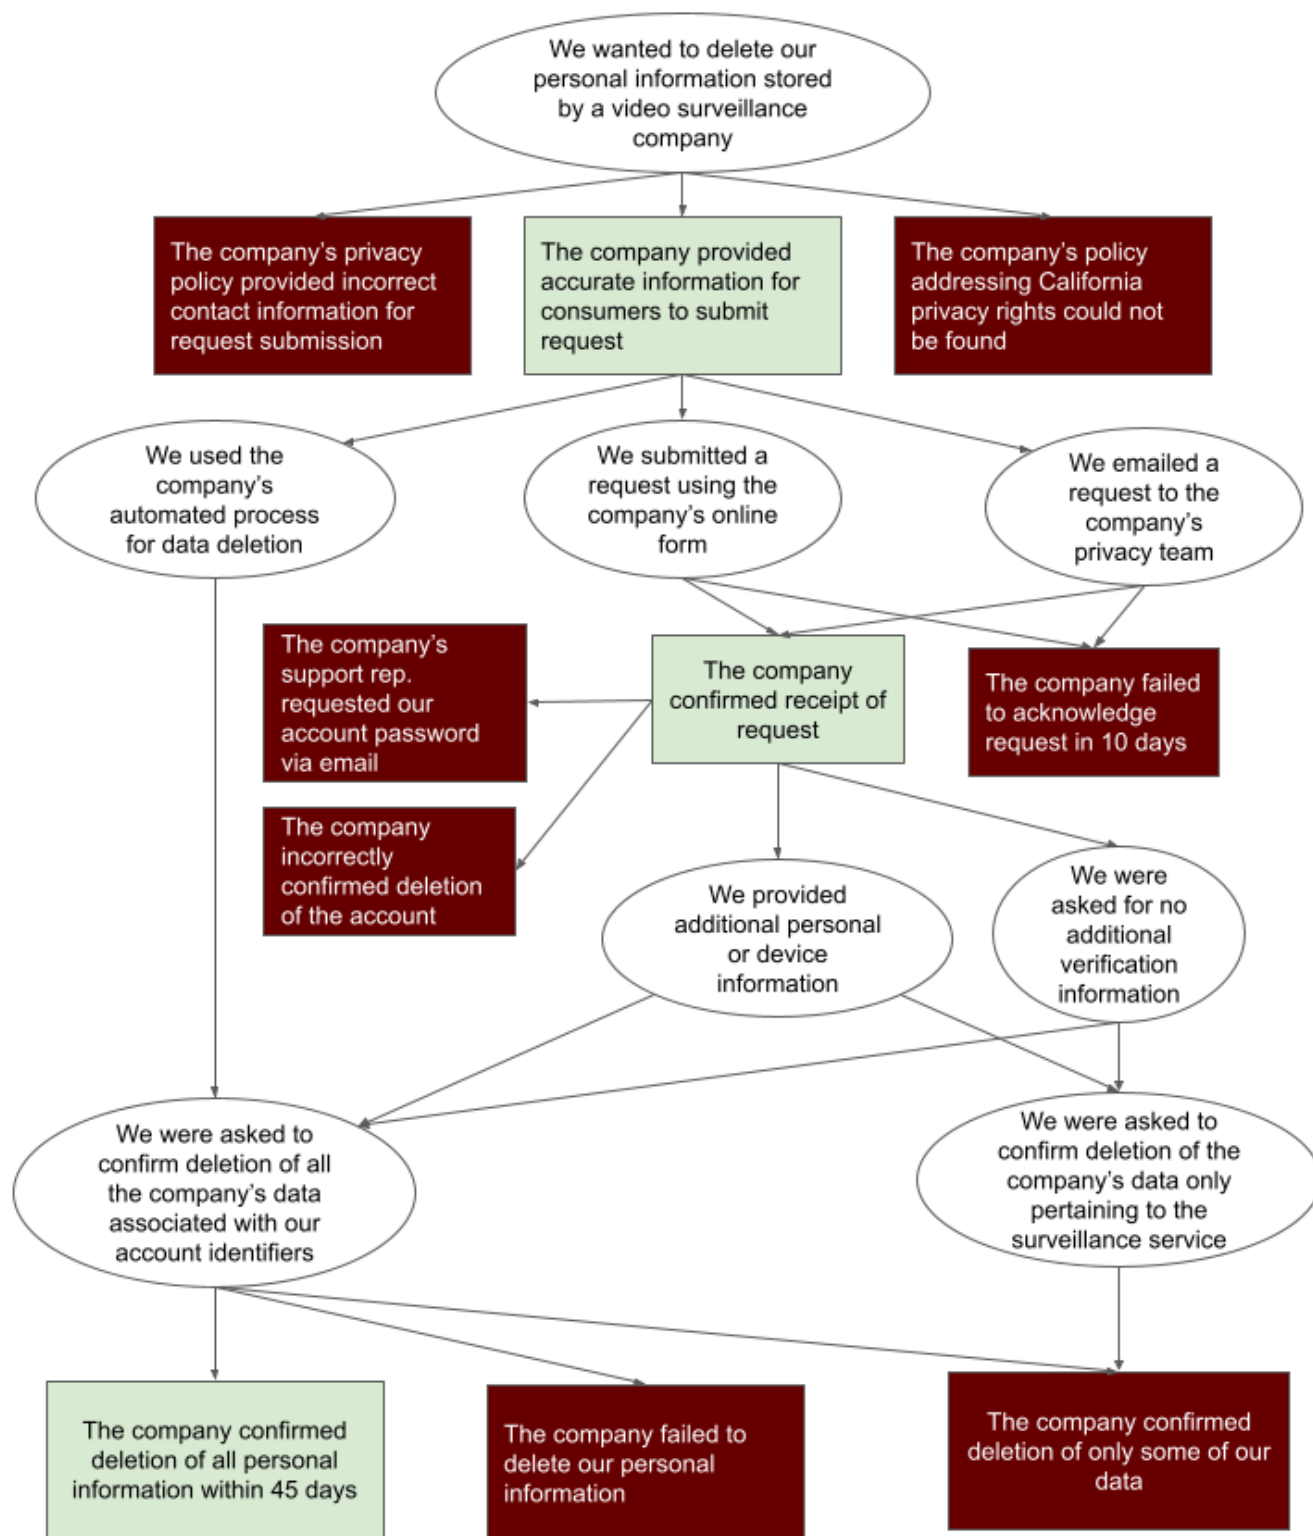 We wanted to delete our
personal information stored
by a video surveillance
company
The company's privacy
policy provided incorrect
contact information for
request submission
The company provided
accurate information for
consumers to submit
request
The company's policy
addressing California
privacy rights could not
be found
We used the
company's
automated process
for data deletion
We submitted a
request using the
company's online
form
We emailed a
request to the
company's
privacy team
The company's
support rep.
requested our
account password
via email
The company
confirmed receipt of
request
The company failed
to acknowledge
request in 10 days
The company
incorrectly
confirmed deletion
of the account
We provided
additional personal
or device
information
We were
asked for no
additional
verification
information
We were asked to
confirm deletion of all
the company's data
associated with our
account identifiers
We were asked to
confirm deletion of the
company's data only
pertaining to the
surveillance service
The company confirmed
deletion of all personal
information within 45 days
The company failed to
delete our personal
information
The company confirmed
deletion of only some of our
data